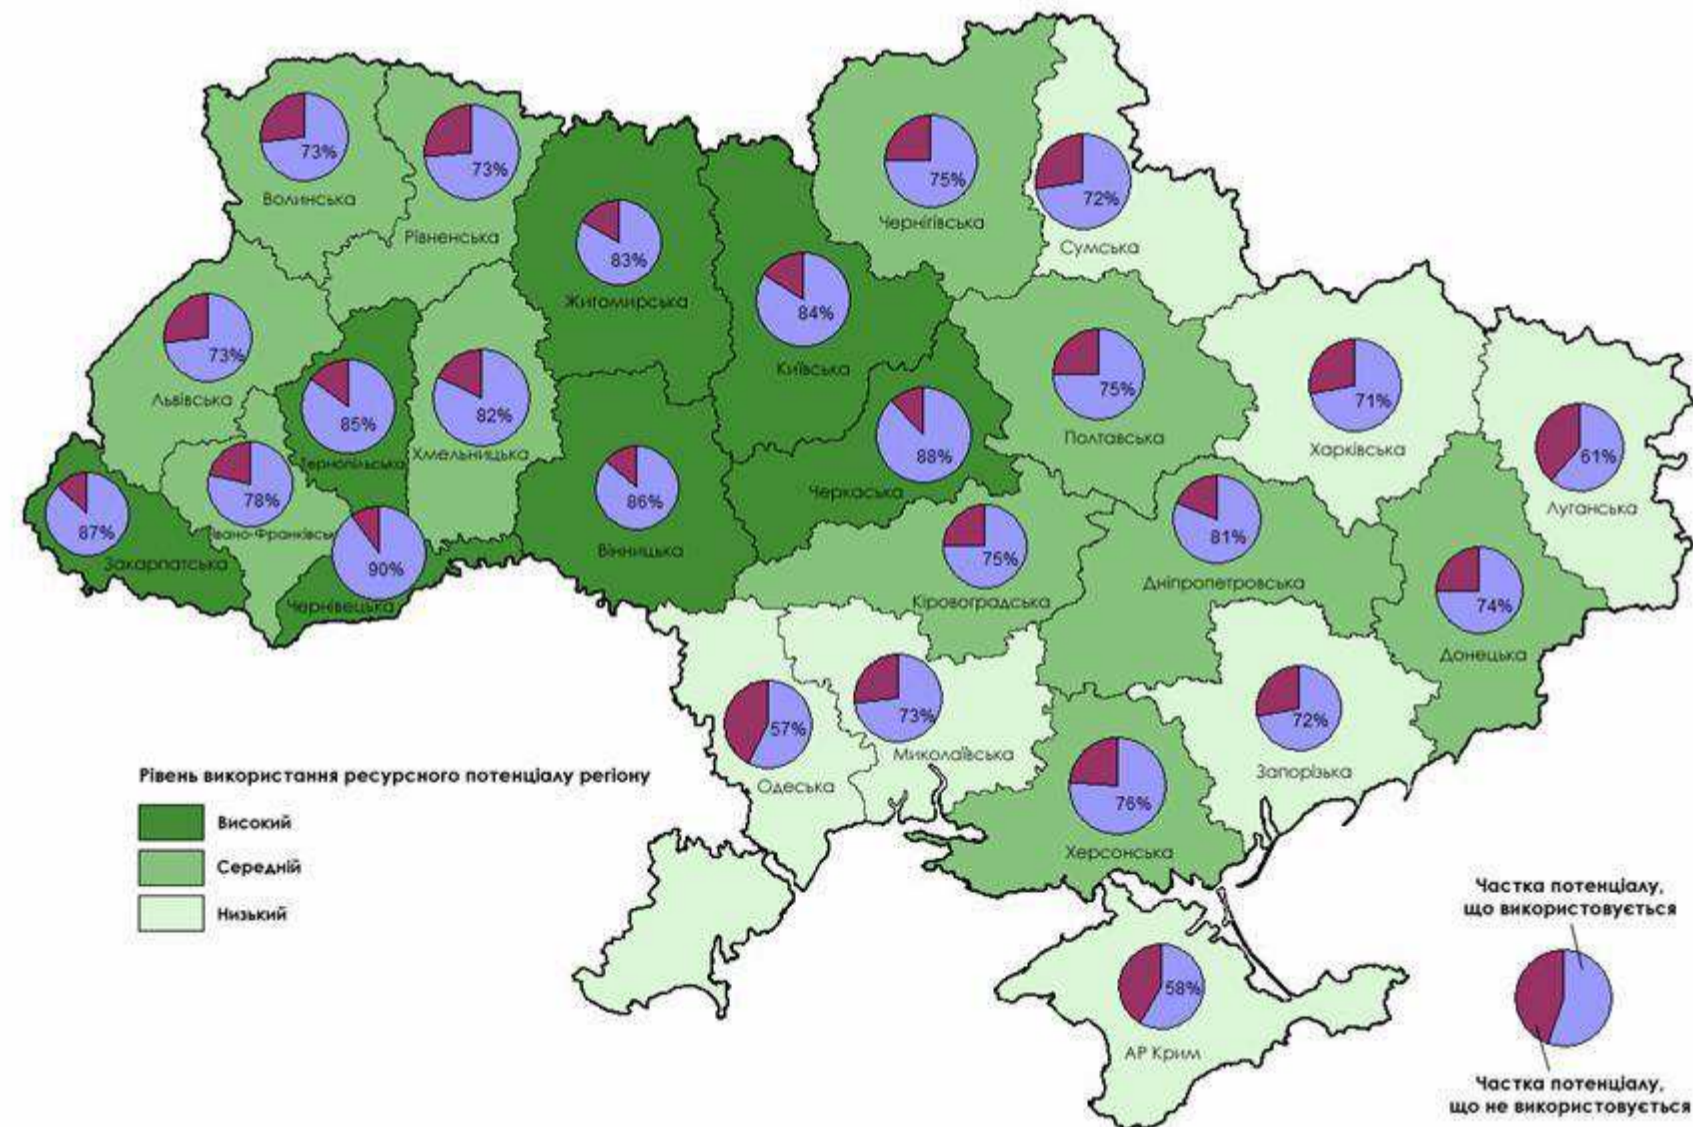 73%
Волинська
73%
Рівненська
75%
Чернігівська
72%
Сумська
83%
Житомирська
84%
Київська
73%
Львівська
85%
Тернопільська
82%
Хмельницька
75%
Полтавська
71%
Харківська
61%
Луганська
88%
Черкаська
87%
Закарпатська
78%
Івано-Франківсь
90%
Чернівецька
86%
Вінницька
75%
Кіровоградська
81%
Дніпропетровська
74%
Донецька
57%
Одеська
73%
Миколаївська
76%
Херсонська
72%
Запорізька
58%
АР Крим
Рівень використання ресурсного потенціалу регіону
Високий
Середній
Низький
Частка потенціалу,
що використовується
Частка потенціалу,
що не використовується